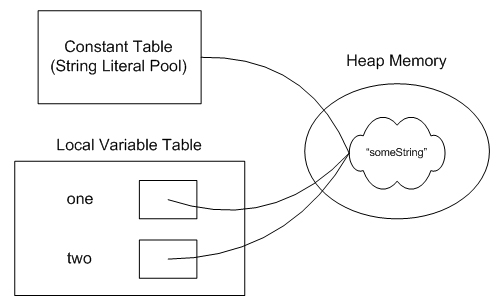 Constant Table
(String Literal Pool)
Heap Memory
"someString"
Local Variable Table
one
two